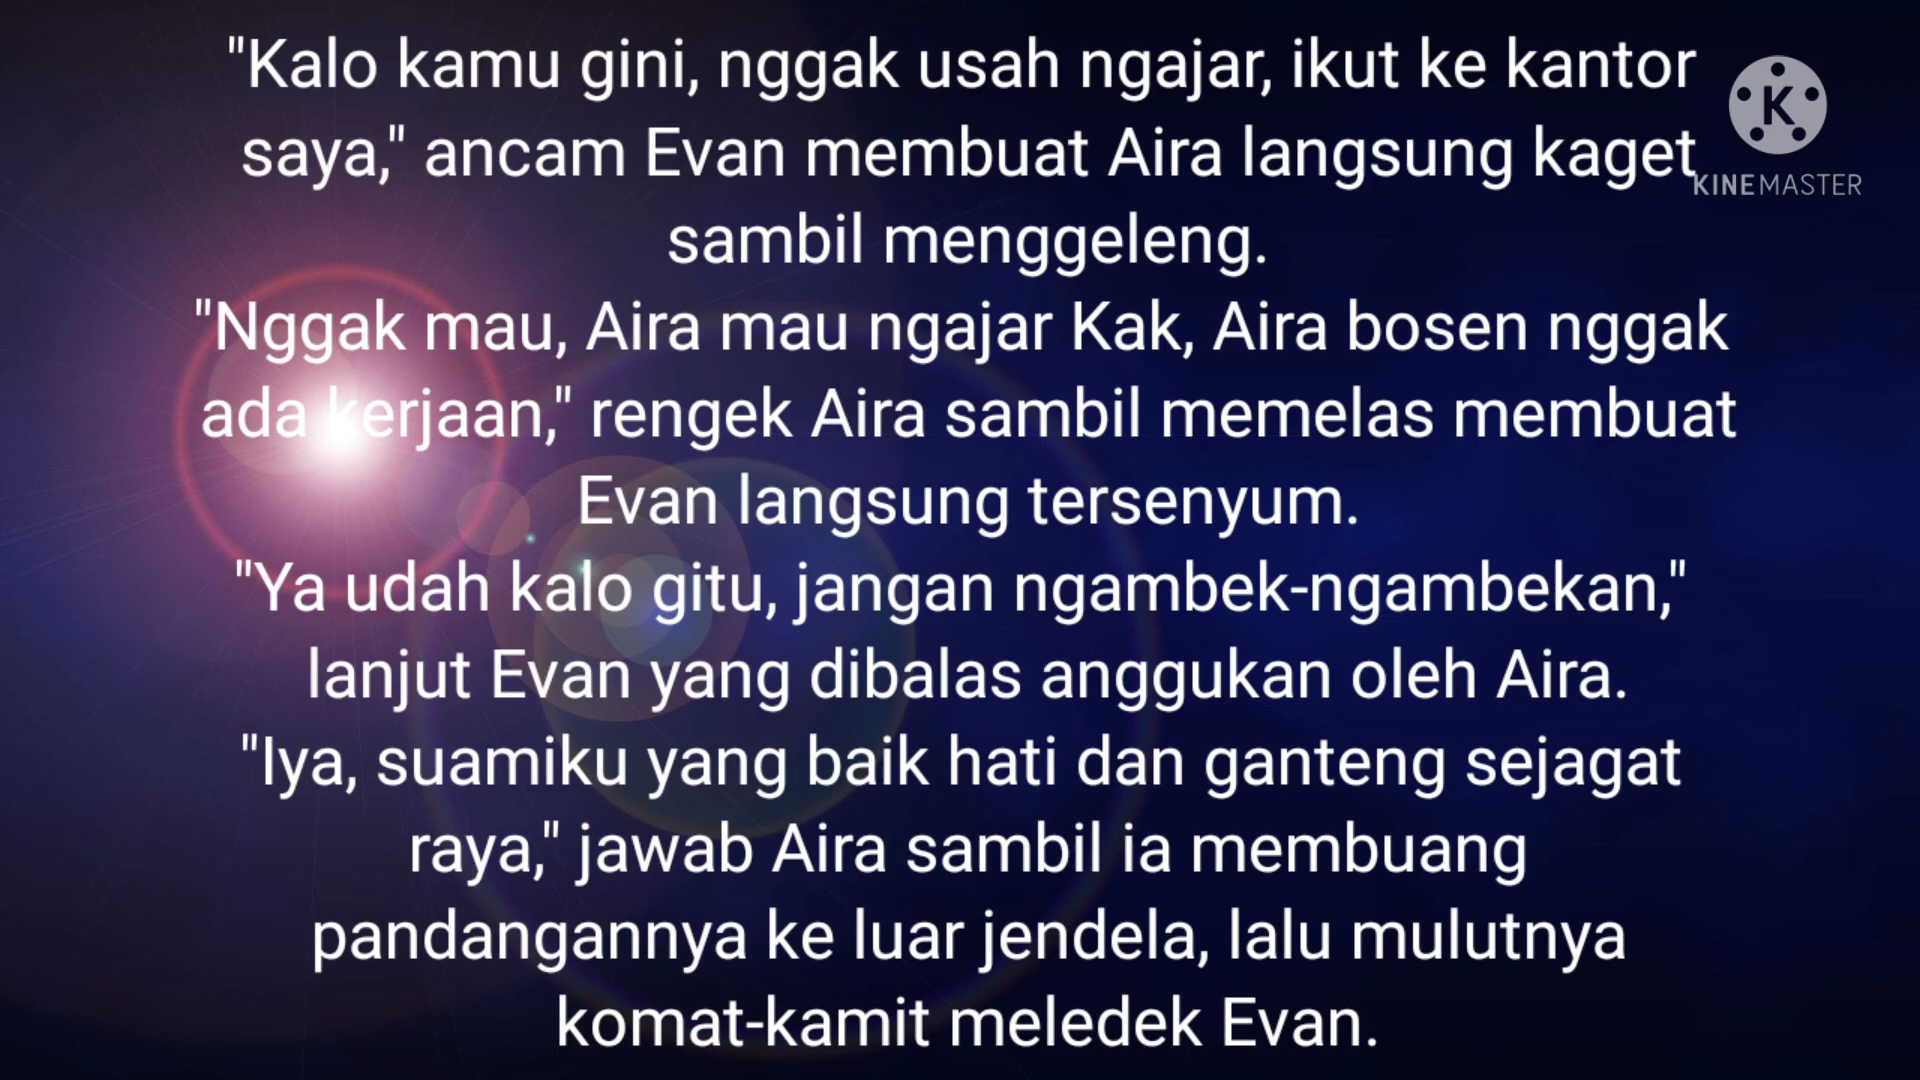 "Kalo kamu gini, nggak usah ngajar, ikut ke kantor
saya," ancam Evan membuat Aira langsung kaget
sambil menggeleng.
"Nggak mau, Aira mau ngajar Kak, Aira bosen nggak
ada kerjaan," rengek Aira sambil memelas membuat
Evan langsung tersenyum.
"Ya udah kalo gitu, jangan ngambek-ngambekan,"
lanjut Evan yang dibalas anggukan oleh Aira.
"Iya, suamiku yang baik hati dan ganteng sejagat
raya," jawab Aira sambil ia membuang
pandangannya ke luar jendela, lalu mulutnya
komat-kamit meledek Evan.
K
KINEMASTER